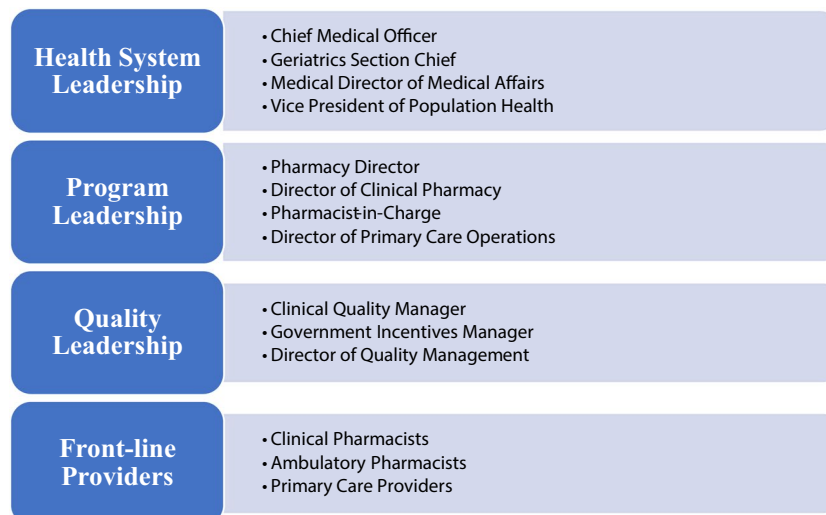 Health System
Leadership
• Chief Medical Officer
• Geriatrics Section Chief
• Medical Director of Medical Affairs
• Vice President of Population Health
Program
Leadership
• Pharmacy Director
• Director of Clinical Pharmacy
• Pharmacist-in-Charge
• Director of Primary Care Operations
Quality
Leadership
• Clinical Quality Manager
• Government Incentives Manager
• Director of Quality Management
Front-line
Providers
• Clinical Pharmacists
• Ambulatory Pharmacists
• Primary Care Providers